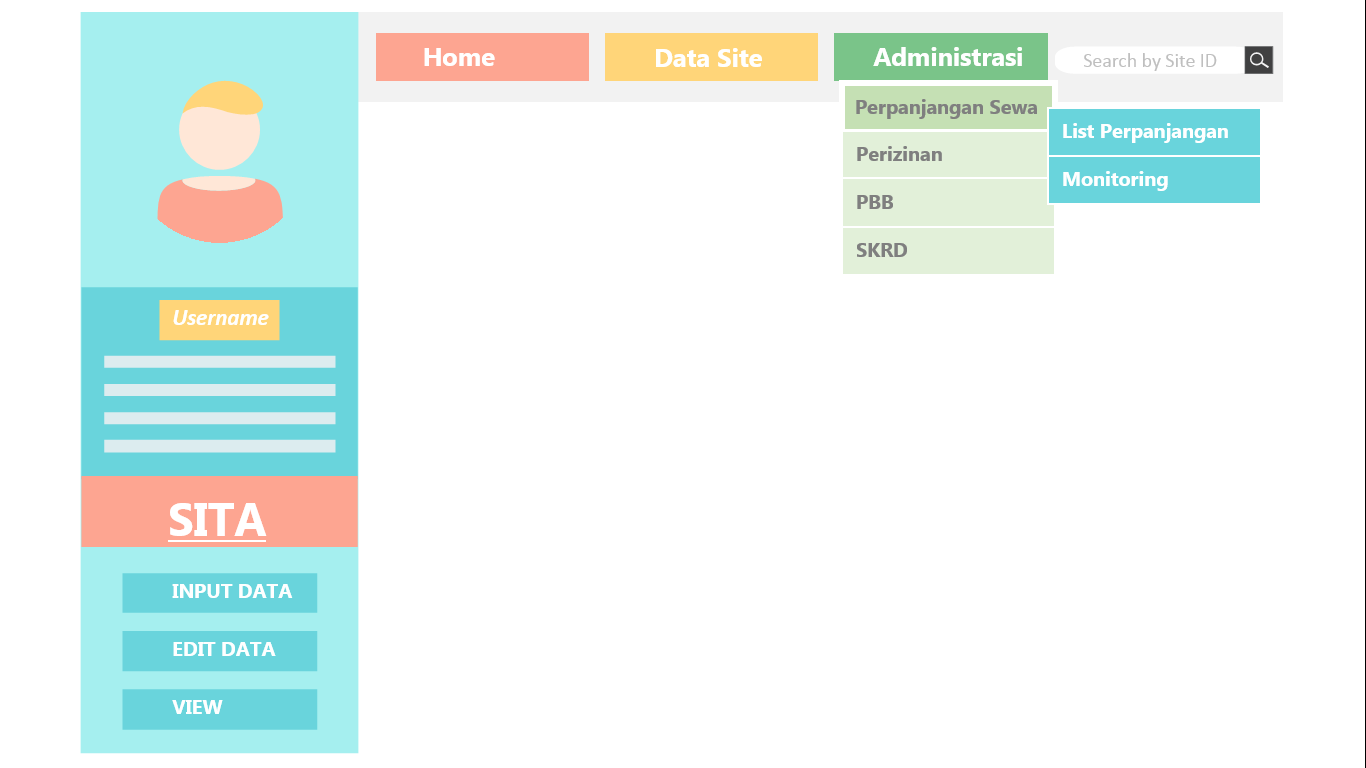 Home
Data Site
Administrasi
Search by Site ID
Perpanjangan Sewa
Perizinan
PBB
SKRD
List Perpanjangan
Monitoring
Username
SITA
INPUT DATA
EDIT DATA
VIEW